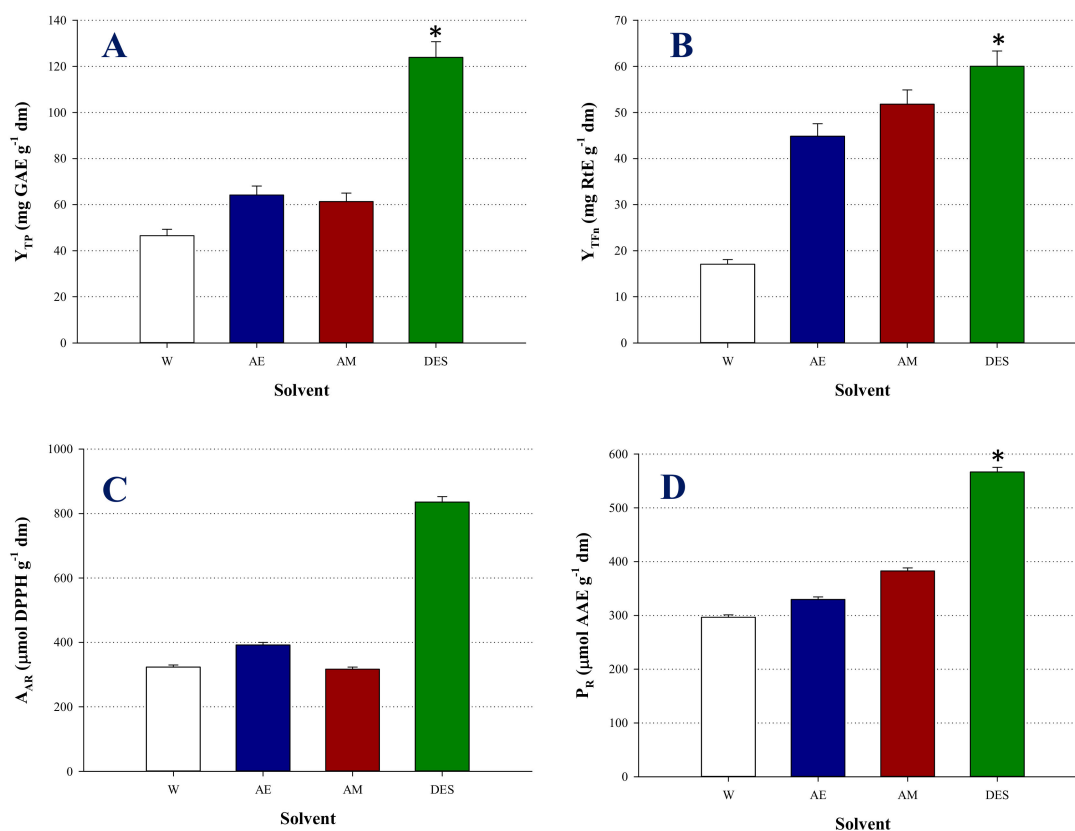 A
*
Y_TP (mg GAE g⁻¹ dm)
140
120
100
80
60
40
20
0
W AE AM DES
Solvent
B
*
Y_TFn (mg RtE g⁻¹ dm)
70
60
50
40
30
20
10
0
W AE AM DES
Solvent
C
A_AR (μmol DPPH g⁻¹ dm)
1000
800
600
400
200
0
W AE AM DES
Solvent
D
*
P_R (μmol AAE g⁻¹ dm)
600
500
400
300
200
100
0
W AE AM DES
Solvent